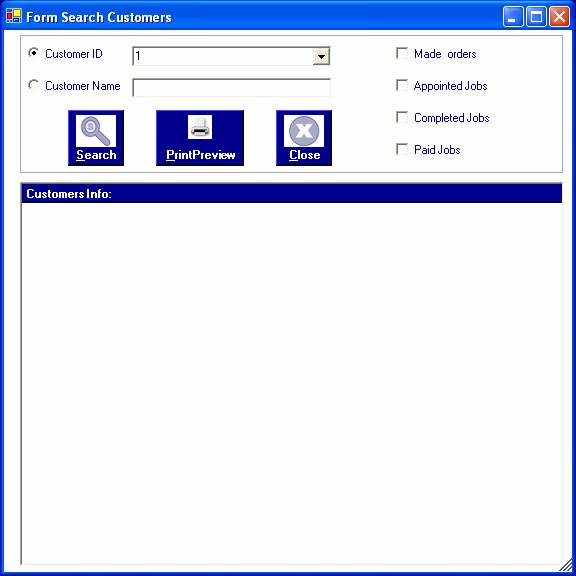 Form Search Customers
Customer ID 1 Made orders
Customer Name Appointed Jobs
Completed Jobs
Search PrintPreview Close Paid Jobs
Customers Info: